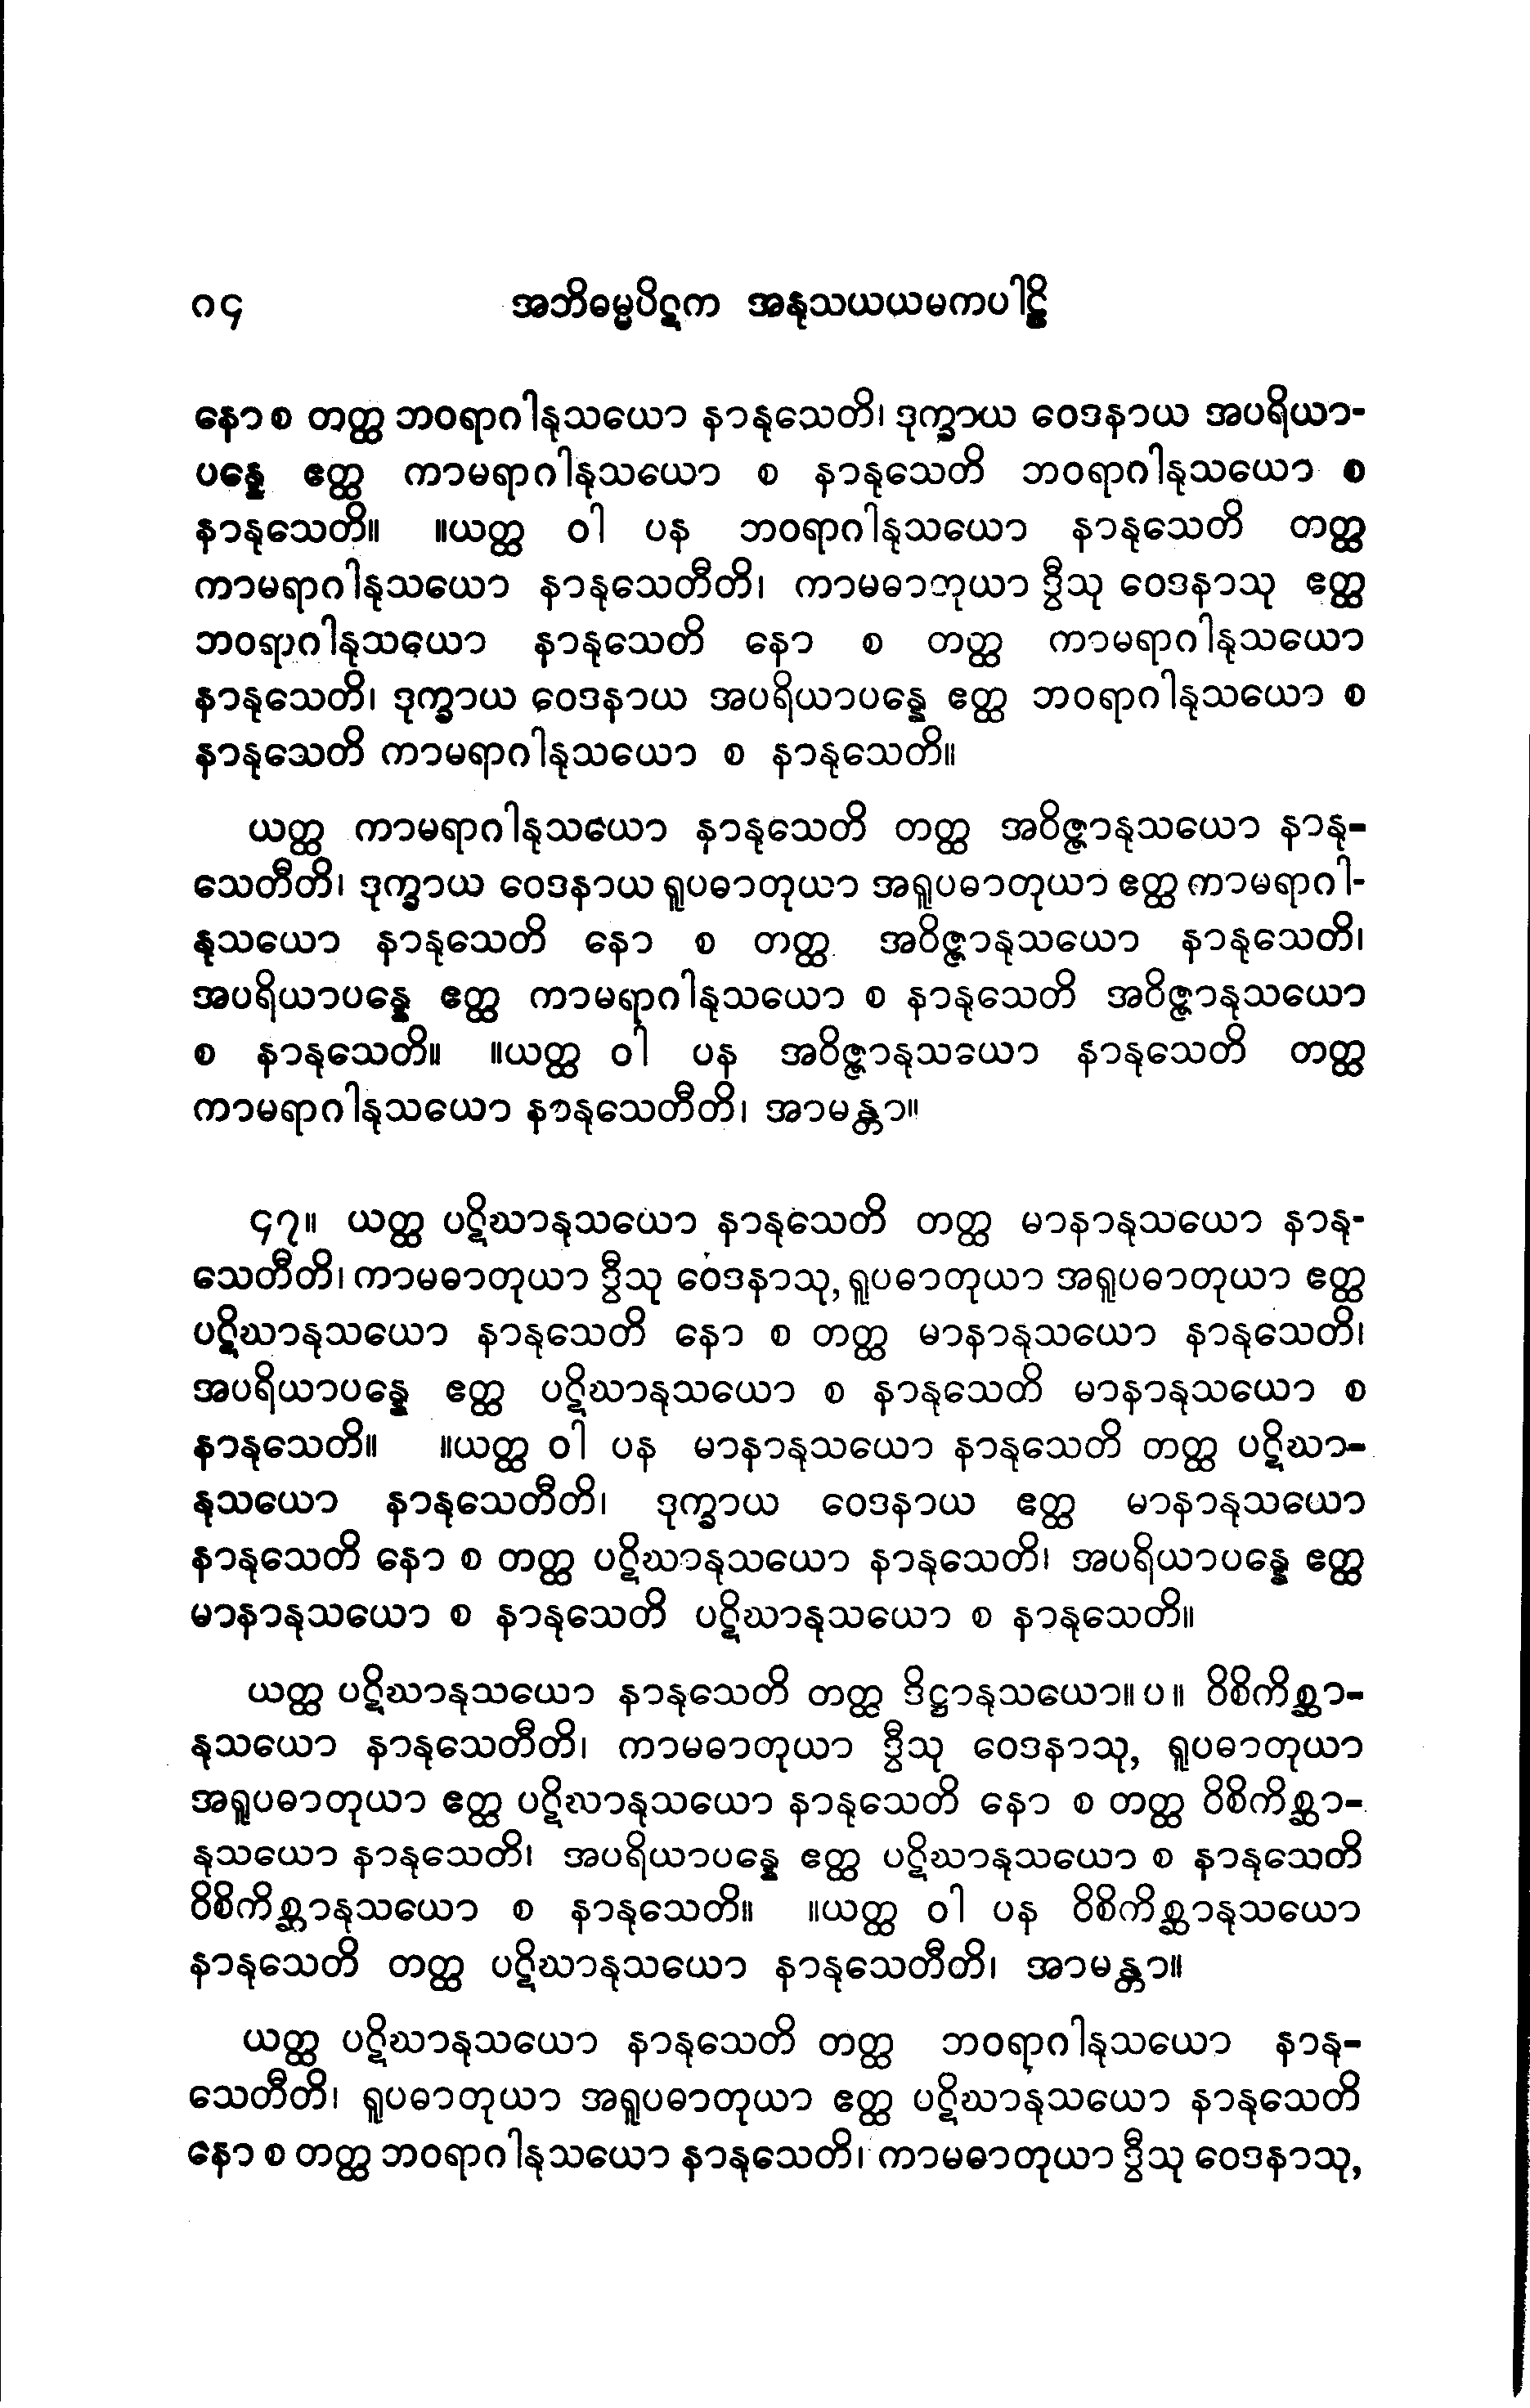 ၈၄ အဘိဓမ္မပိဋက အနုသယယမကပါဠိ
နောစ တတ္ထ ဘဝရာဂါနုသယော နာနုသေတိ၊ ဒုက္ခာယ ဝေဒနာယ အပရိယာ-
ပန္နေ ဧတ္ထ ကာမရာဂါနုသယော စ နာနုသေတိ ဘဝရာဂါနုသယော စ
နာနုသေတိ။ ။ယတ္ထ ဝါ ပန ဘဝရာဂါနုသယော နာနုသေတိ တတ္ထ
ကာမရာဂါနုသယော နာနုသေတီတိ၊ ကာမဓာတုယာ ဒွီသု ဝေဒနာသု ဧတ္ထ
ဘဝရာဂါနုသယော နာနုသေတိ နော စ တတ္ထ ကာမရာဂါနုသယော
နာနုသေတိ၊ ဒုက္ခာယ ဝေဒနာယ အပရိယာပန္နေ ဧတ္ထ ဘဝရာဂါနုသယော စ
နာနုသေတိ ကာမရာဂါနုသယော စ နာနုသေတိ။
ယတ္ထ ကာမရာဂါနုသယော နာနုသေတိ တတ္ထ အဝိဇ္ဇာနုသယော နာနု-
သေတီတိ၊ ဒုက္ခာယ ဝေဒနာယ ရူပဓာတုယာ အရူပဓာတုယာ ဧတ္ထ ကာမရာဂါ-
နုသယော နာနုသေတိ နော စ တတ္ထ အဝိဇ္ဇာနုသယော နာနုသေတိ၊
အပရိယာပန္နေ ဧတ္ထ ကာမရာဂါနုသယော စ နာနုသေတိ အဝိဇ္ဇာနုသယော
စ နာနုသေတိ။ ။ယတ္ထ ဝါ ပန အဝိဇ္ဇာနုသယော နာနုသေတိ တတ္ထ
ကာမရာဂါနုသယော နာနုသေတီတိ၊ အာမန္တာ။
၄၇။ ယတ္ထ ပဋိဃာနုသယော နာနုသေတိ တတ္ထ မာနာနုသယော နာနု-
သေတီတိ၊ ကာမဓာတုယာ ဒွီသု ဝေဒနာသု, ရူပဓာတုယာ အရူပဓာတုယာ ဧတ္ထ
ပဋိဃာနုသယော နာနုသေတိ နော စ တတ္ထ မာနာနုသယော နာနုသေတိ၊
အပရိယာပန္နေ ဧတ္ထ ပဋိဃာနုသယော စ နာနုသေတိ မာနာနုသယော စ
နာနုသေတိ။ ။ယတ္ထ ဝါ ပန မာနာနုသယော နာနုသေတိ တတ္ထ ပဋိဃာ-
နုသယော နာနုသေတီတိ၊ ဒုက္ခာယ ဝေဒနာယ ဧတ္ထ မာနာနုသယော
နာနုသေတိ နော စ တတ္ထ ပဋိဃာနုသယော နာနုသေတိ၊ အပရိယာပန္နေ ဧတ္ထ
မာနာနုသယော စ နာနုသေတိ ပဋိဃာနုသယော စ နာနုသေတိ။
ယတ္ထ ပဋိဃာနုသယော နာနုသေတိ တတ္ထ ဒိဋ္ဌာနုသယော။ပ။ ဝိစိကိစ္ဆာ-
နုသယော နာနုသေတီတိ၊ ကာမဓာတုယာ ဒွီသု ဝေဒနာသု, ရူပဓာတုယာ
အရူပဓာတုယာ ဧတ္ထ ပဋိဃာနုသယော နာနုသေတိ နော စ တတ္ထ ဝိစိကိစ္ဆာ-
နုသယော နာနုသေတိ၊ အပရိယာပန္နေ ဧတ္ထ ပဋိဃာနုသယော စ နာနုသေတိ
ဝိစိကိစ္ဆာနုသယော စ နာနုသေတိ။ ။ယတ္ထ ဝါ ပန ဝိစိကိစ္ဆာနုသယော
နာနုသေတိ တတ္ထ ပဋိဃာနုသယော နာနုသေတီတိ၊ အာမန္တာ။
ယတ္ထ ပဋိဃာနုသယော နာနုသေတိ တတ္ထ ဘဝရာဂါနုသယော နာနု-
သေတီတိ၊ ရူပဓာတုယာ အရူပဓာတုယာ ဧတ္ထ ပဋိဃာနုသယော နာနုသေတိ
နော စ တတ္ထ ဘဝရာဂါနုသယော နာနုသေတိ၊ ကာမဓာတုယာ ဒွီသု ဝေဒနာသု,